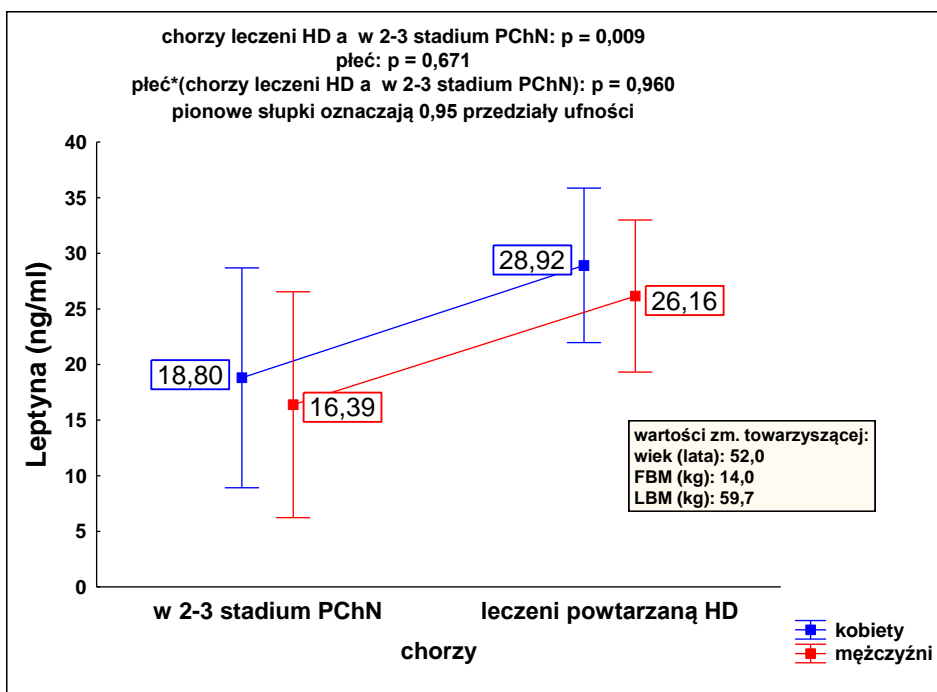 chorzy leczeni HD a w 2-3 stadium PChN: p = 0,009
płeć: p = 0,671
płeć*(chorzy leczeni HD a w 2-3 stadium PChN): p = 0,960
pionowe słupki oznaczają 0,95 przedziały ufności
40
35
30
25
20
15
10
5
0
Leptyna (ng/ml)
28,92
26,16
18,80
16,39
wartości zm. towarzyszącej:
wiek (lata): 52,0
FBM (kg): 14,0
LBM (kg): 59,7
w 2-3 stadium PChN
leczeni powtarzaną HD
chorzy
kobiety
mężczyźni